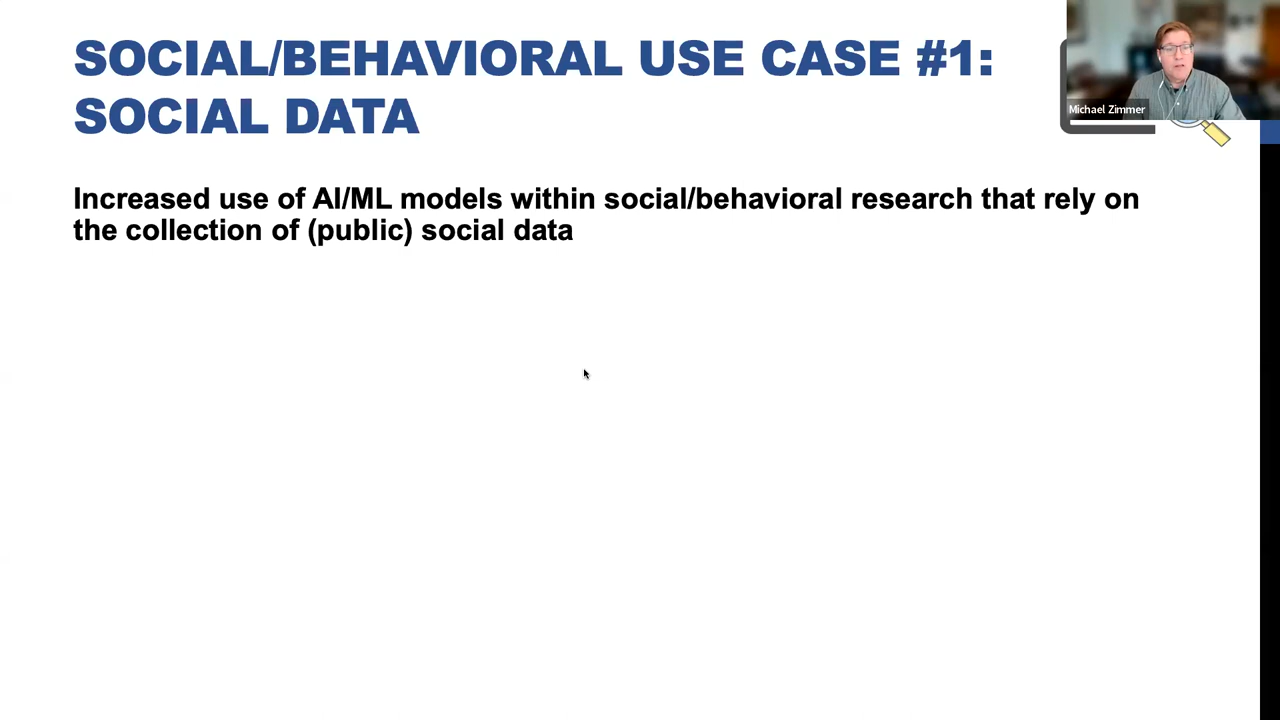 SOCIAL/BEHAVIORAL USE CASE #1:
SOCIAL DATA
Michael Zimmer
Increased use of AI/ML models within social/behavioral research that rely on
the collection of (public) social data